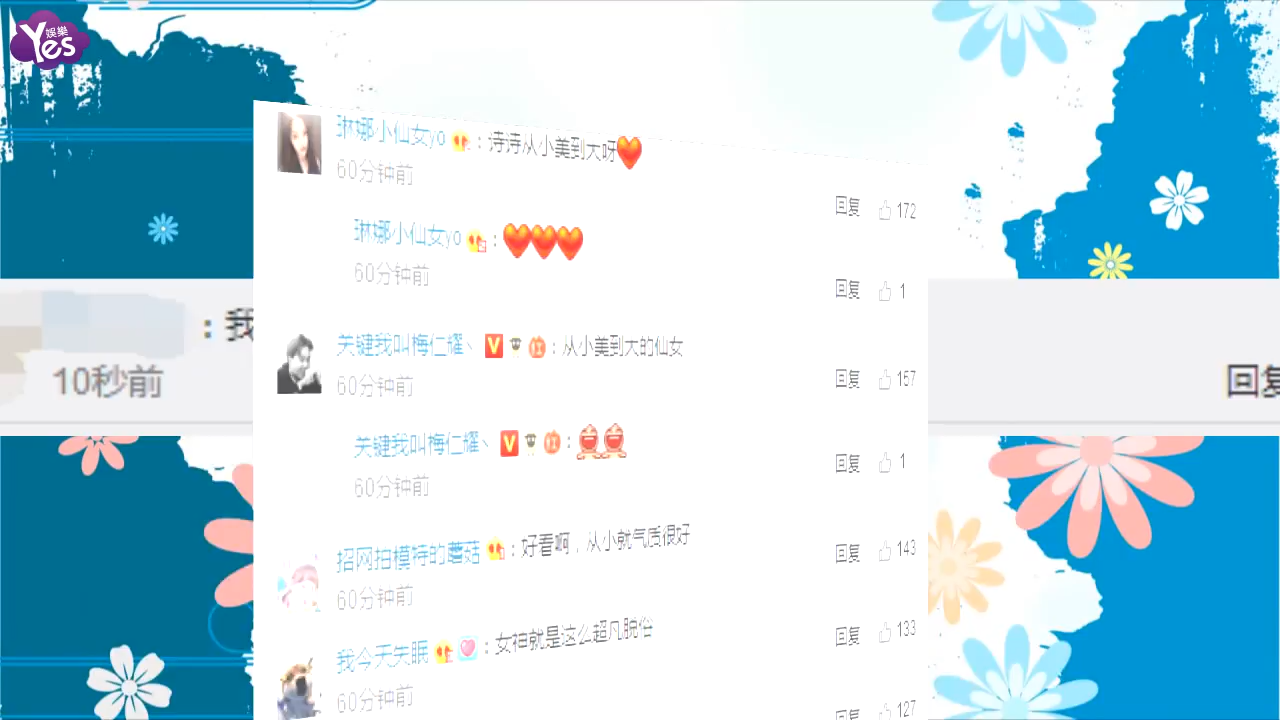 Yes 娱樂
琳娜小仙女yo：诗诗从小美到大呀
60分钟前
回复 172
琳娜小仙女yo：
60分钟前
回复 1
：我
10秒前
回复
关键我叫梅仁耀丶 V：从小美到大的仙女
60分钟前
回复 167
关键我叫梅仁耀丶 V：
60分钟前
回复 1
招网拍模特的蘑菇：好看啊，从小就气质很好
60分钟前
回复 143
我今天失眠：女神就是这么超凡脱俗
60分钟前
回复 133
回复 127